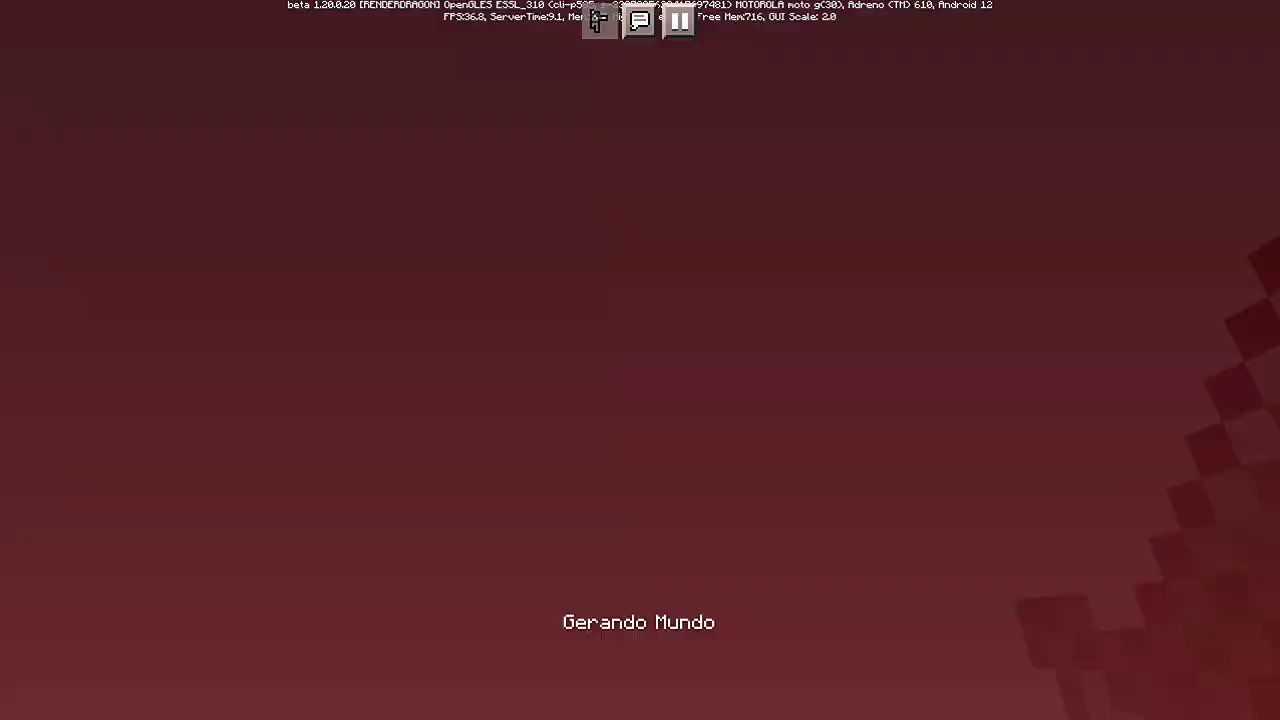 beta 1.20.0.20 [RENDERDRAGON] OpenGLES ESSL_310 MOTOROLA moto g(30), Adreno (TM) 610, Android 12
FPS:36.8, ServerTime:9.1, Free Mem:716, GUI Scale: 2.0
Gerando Mundo